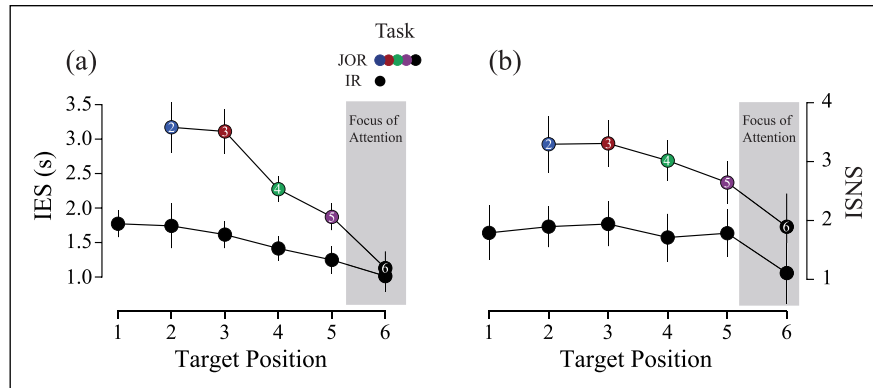 Task
(a)
JOR
IR
(b)
3.5
3.0
2.5
2.0
1.5
1.0
IES (s)
Focus of
Attention
2
3
4
5
6
1 2 3 4 5 6
Target Position
Focus of
Attention
2
3
4
5
6
4
3
2
1
SNSI
1 2 3 4 5 6
Target Position